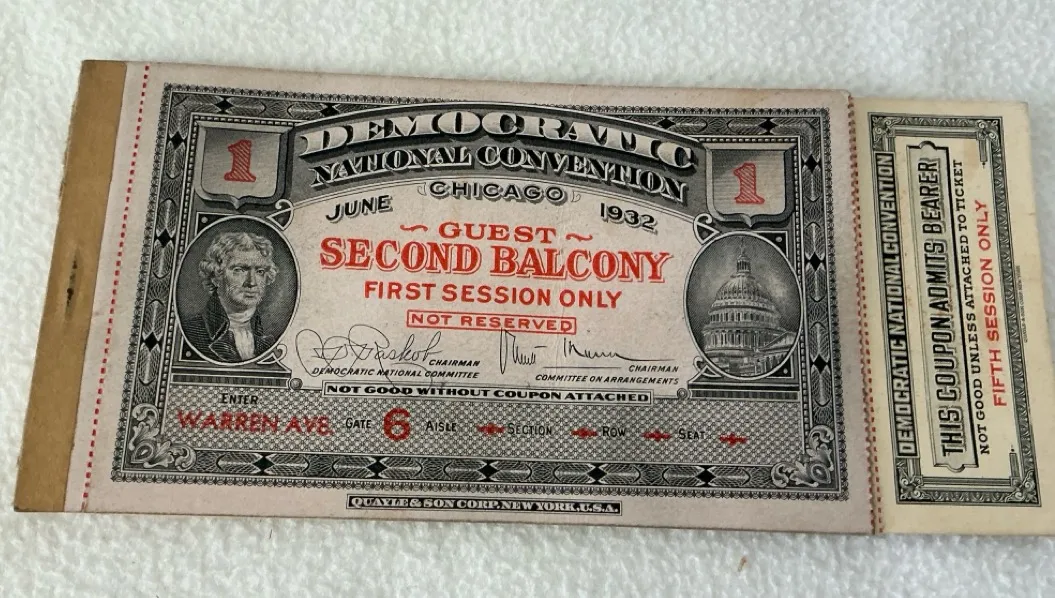 1
1
DEMOCRATIC
NATIONAL CONVENTION
CHICAGO
JUNE 1932
~ GUEST ~
SECOND BALCONY
FIRST SESSION ONLY
NOT RESERVED
CHAIRMAN
DEMOCRATIC NATIONAL COMMITTEE
CHAIRMAN
COMMITTEE ON ARRANGEMENTS
NOT GOOD WITHOUT COUPON ATTACHED
ENTER
WARREN AVE. GATE 6 AISLE SECTION ROW SEAT
QUAYLE & SON CORP. NEW YORK, U.S.A.
DEMOCRATIC NATIONAL CONVENTION
THIS COUPON ADMITS BEARER
NOT GOOD UNLESS ATTACHED TO TICKET
FIFTH SESSION ONLY